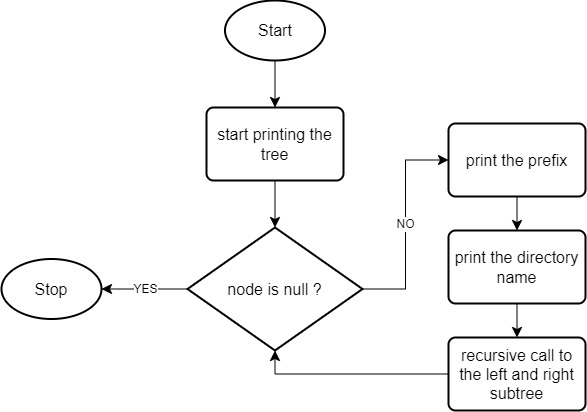 Start
start printing the
tree
node is null ?
YES
Stop
NO
print the prefix
print the directory
name
recursive call to
the left and right
subtree